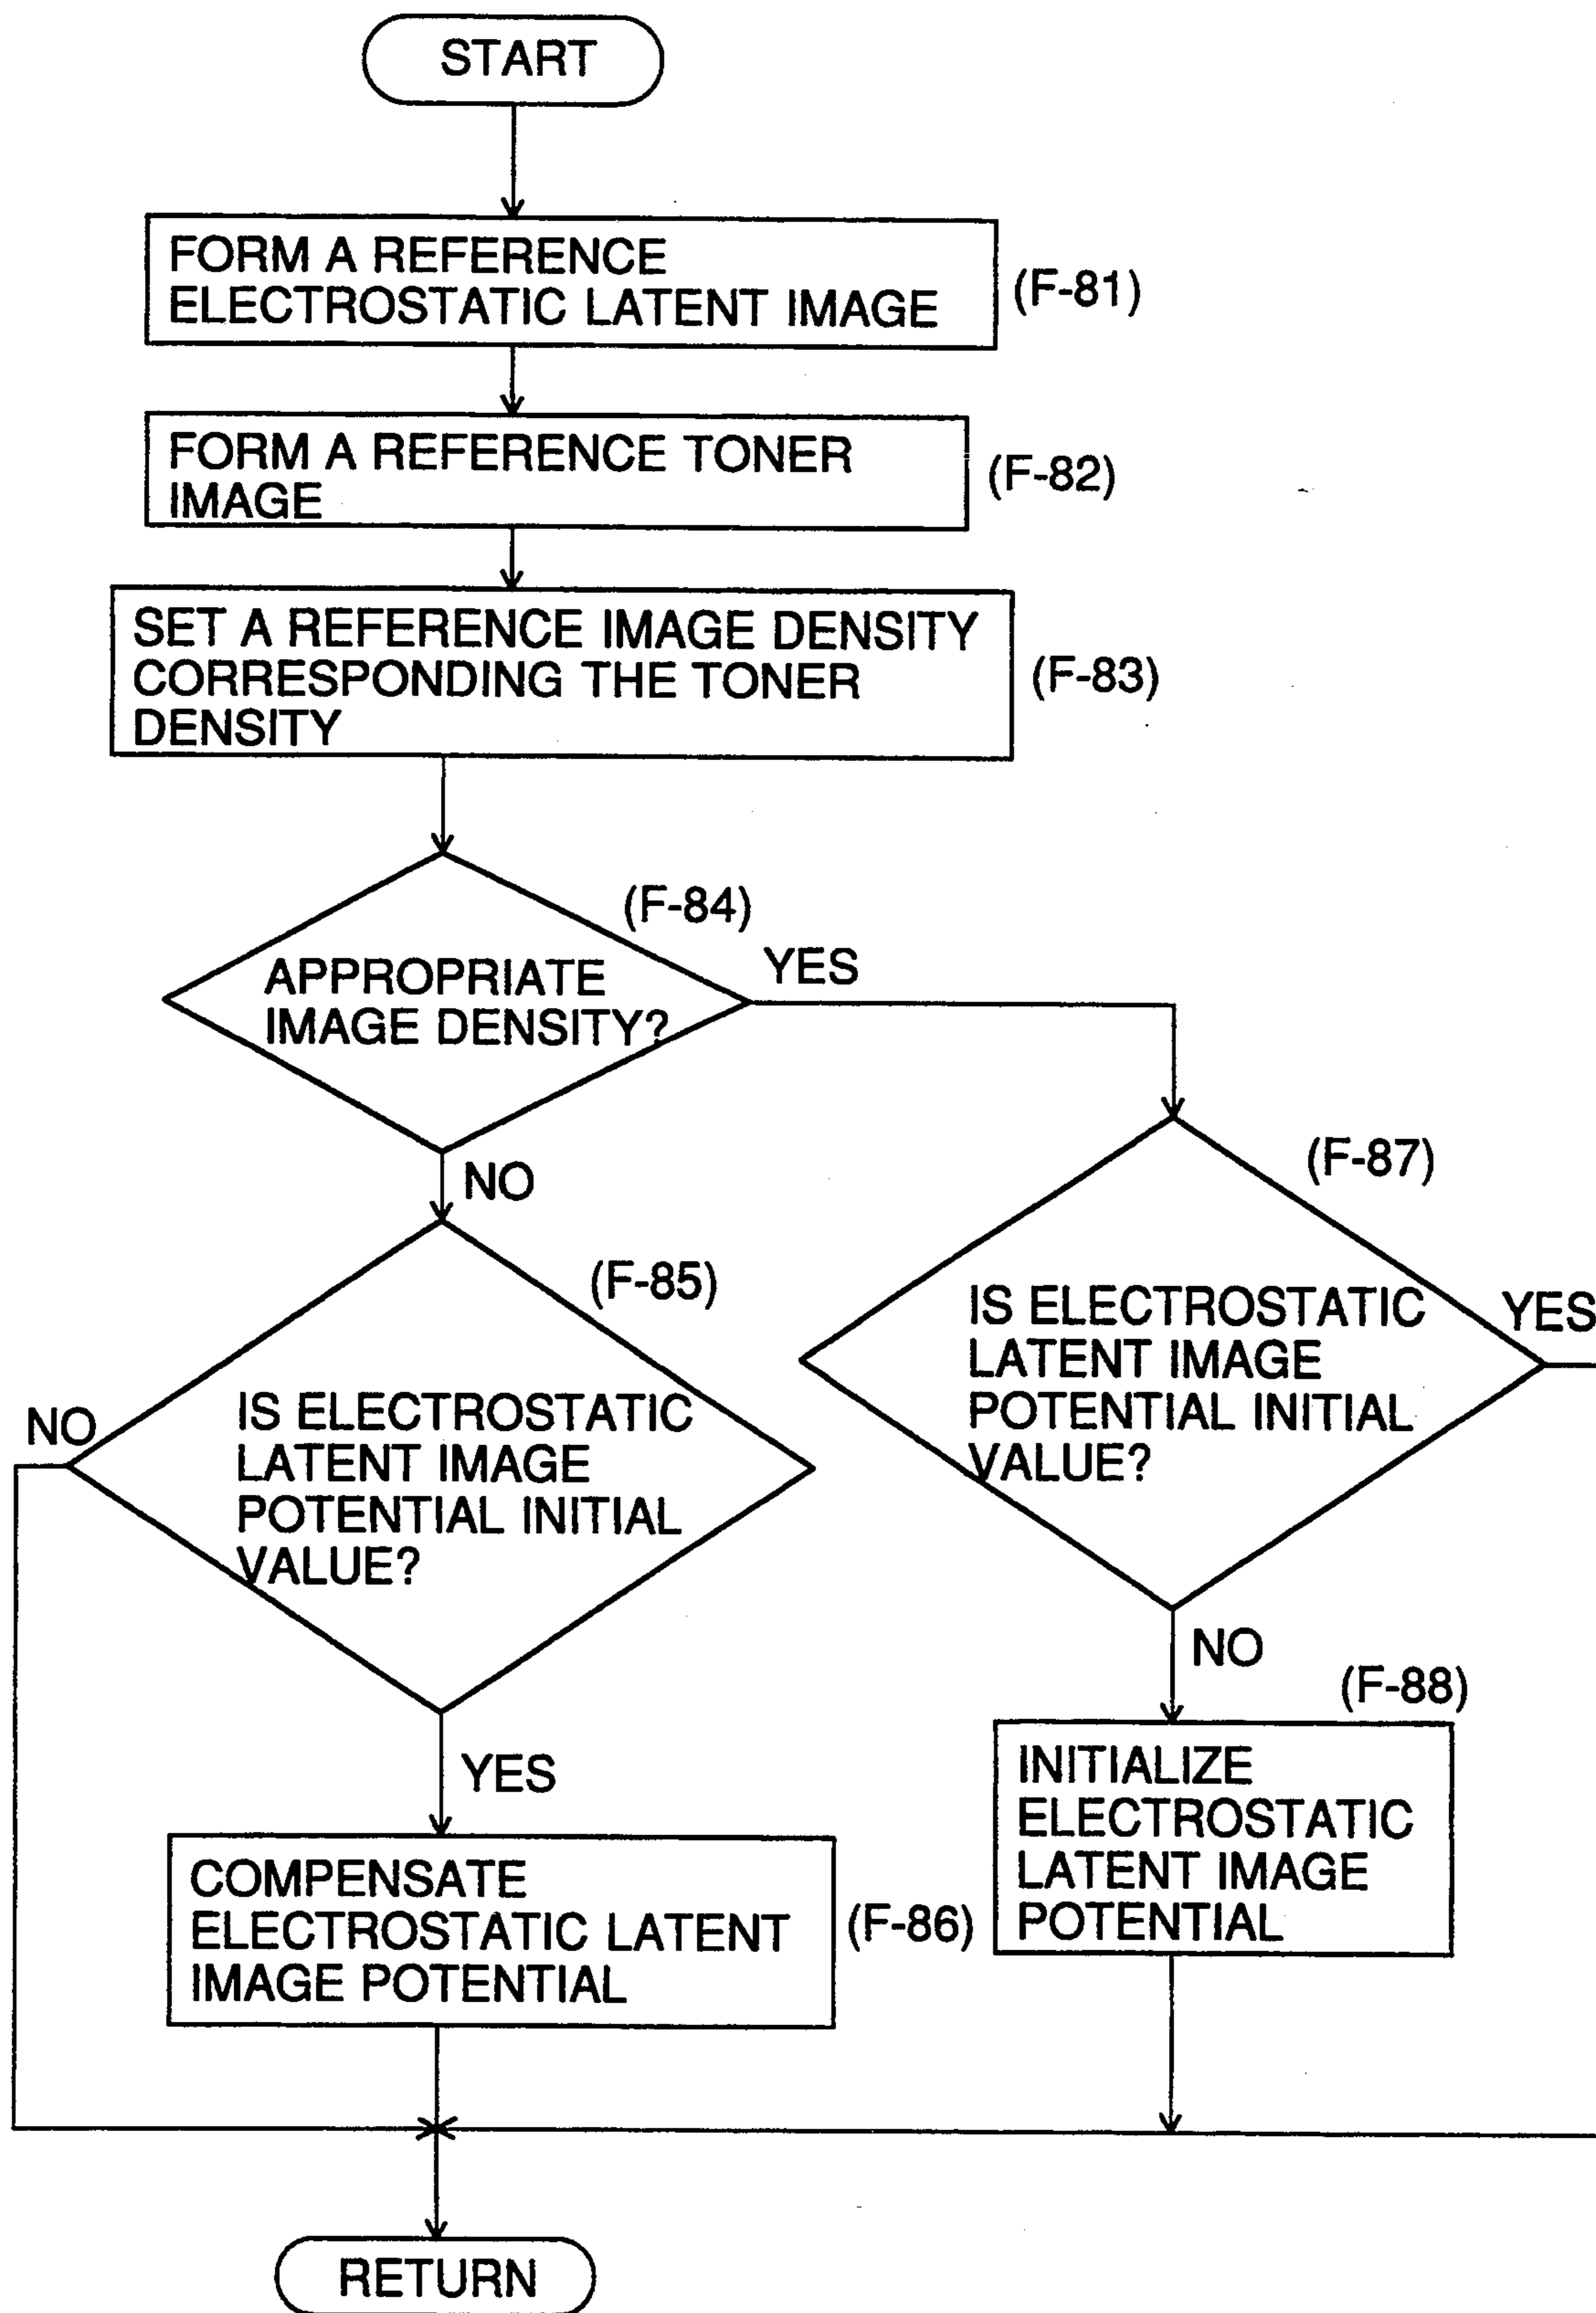 START
FORM A REFERENCE
ELECTROSTATIC LATENT IMAGE
(F-81)
FORM A REFERENCE TONER
IMAGE
(F-82)
SET A REFERENCE IMAGE DENSITY
CORRESPONDING THE TONER
DENSITY
(F-83)
(F-84)
APPROPRIATE
IMAGE DENSITY?
YES
NO
(F-85)
IS ELECTROSTATIC
LATENT IMAGE
POTENTIAL INITIAL
VALUE?
NO
YES
COMPENSATE
ELECTROSTATIC LATENT
IMAGE POTENTIAL
(F-86)
(F-87)
IS ELECTROSTATIC
LATENT IMAGE
POTENTIAL INITIAL
VALUE?
YES
NO
(F-88)
INITIALIZE
ELECTROSTATIC
LATENT IMAGE
POTENTIAL
RETURN